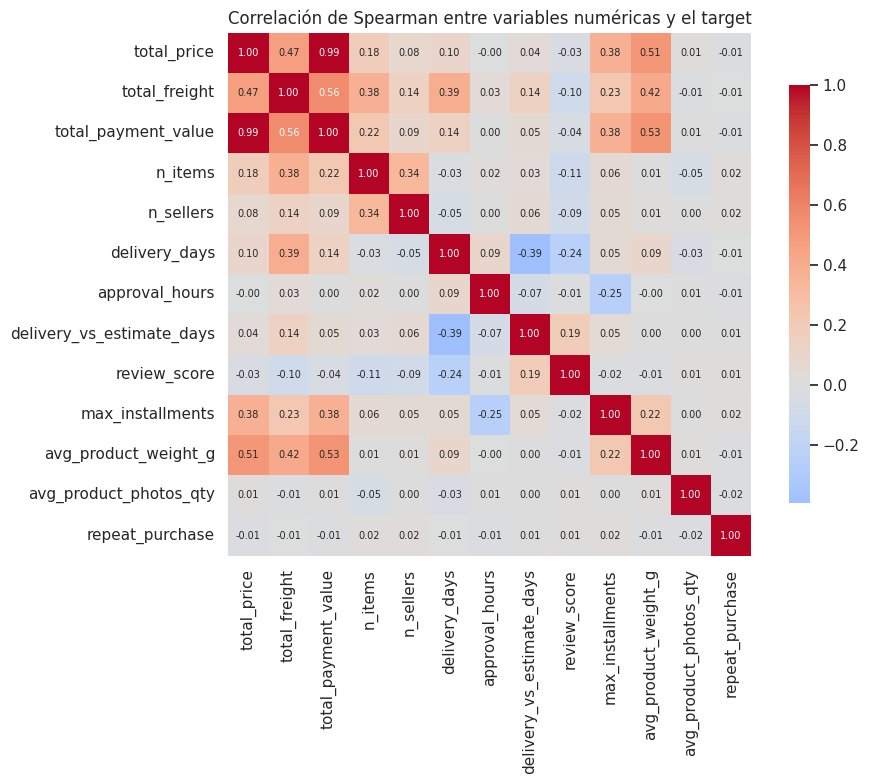 Correlación de Spearman entre variables numéricas y el target
total_price 1.00 0.47 0.99 0.18 0.08 0.10 -0.00 0.04 -0.03 0.38 0.51 0.01 -0.01
total_freight 0.47 1.00 0.56 0.38 0.14 0.39 0.03 0.14 -0.10 0.23 0.42 -0.01 -0.01
total_payment_value 0.99 0.56 1.00 0.22 0.09 0.14 0.00 0.05 -0.04 0.38 0.53 0.01 -0.01
n_items 0.18 0.38 0.22 1.00 0.34 -0.03 0.02 0.03 -0.11 0.06 0.01 -0.05 0.02
n_sellers 0.08 0.14 0.09 0.34 1.00 -0.05 0.00 0.06 -0.09 0.05 0.01 0.00 0.02
delivery_days 0.10 0.39 0.14 -0.03 -0.05 1.00 0.09 -0.39 -0.24 0.05 0.09 -0.03 -0.01
approval_hours -0.00 0.03 0.00 0.02 0.00 0.09 1.00 -0.07 -0.01 -0.25 -0.00 0.01 -0.01
delivery_vs_estimate_days 0.04 0.14 0.05 0.03 0.06 -0.39 -0.07 1.00 0.19 0.05 0.00 0.00 0.01
review_score -0.03 -0.10 -0.04 -0.11 -0.09 -0.24 -0.01 0.19 1.00 -0.02 -0.01 0.01 0.01
max_installments 0.38 0.23 0.38 0.06 0.05 0.05 -0.25 0.05 -0.02 1.00 0.22 0.00 0.02
avg_product_weight_g 0.51 0.42 0.53 0.01 0.01 0.09 -0.00 0.00 -0.01 0.22 1.00 0.01 -0.01
avg_product_photos_qty 0.01 -0.01 0.01 -0.05 0.00 -0.03 0.01 0.00 0.01 0.00 0.01 1.00 -0.02
repeat_purchase -0.01 -0.01 -0.01 0.02 0.02 -0.01 -0.01 0.01 0.01 0.02 -0.01 -0.02 1.00
total_price
total_freight
total_payment_value
n_items
n_sellers
delivery_days
approval_hours
delivery_vs_estimate_days
review_score
max_installments
avg_product_weight_g
avg_product_photos_qty
repeat_purchase
1.0
0.8
0.6
0.4
0.2
0.0
−0.2